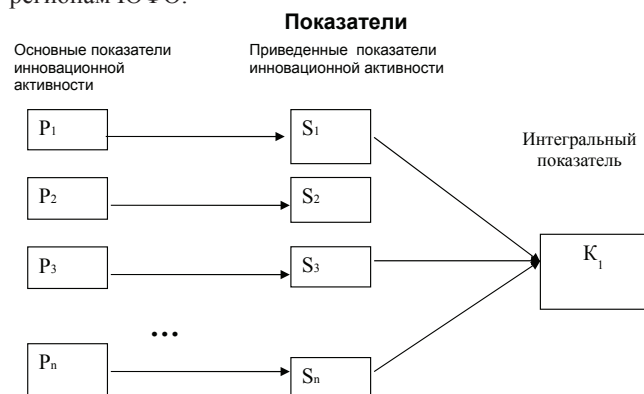 регионам ЮФО.
Показатели
Основные показатели
инновационной
активности
Приведенные показатели
инновационной активности
Интегральный
показатель
P1
S1
P2
S2
P3
S3
K1
...
Pn
Sn